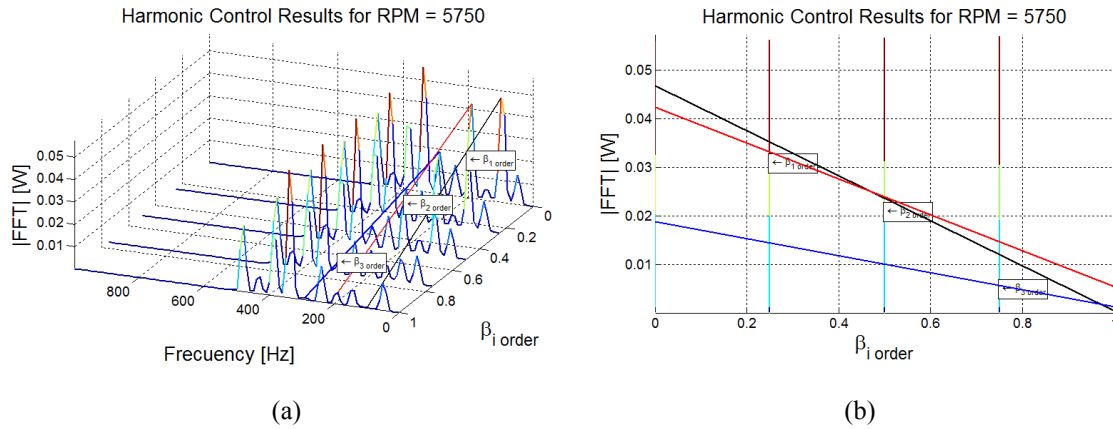 Harmonic Control Results for RPM = 5750
|FFT| [W]
0.05
0.04
0.03
0.02
0.01
← β1 order
← β2 order
← β3 order
800
600
400
200
0
Frecuency [Hz]
0
0.2
0.4
0.6
0.8
1
βi order
(a)
Harmonic Control Results for RPM = 5750
|FFT| [W]
0.05
0.04
0.03
0.02
0.01
← β1 order
← β2 order
← β3 order
0
0.2
0.4
0.6
0.8
βi order
(b)